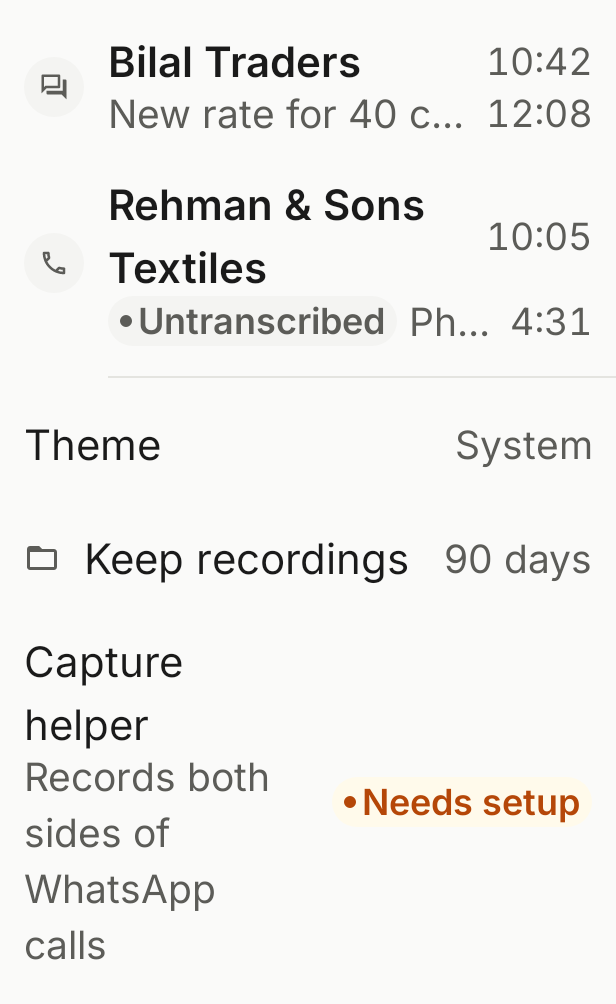 Bilal Traders 10:42
New rate for 40 c... 12:08
Rehman & Sons
Textiles 10:05
•Untranscribed Ph... 4:31
Theme System
Keep recordings 90 days
Capture
helper
Records both
sides of
WhatsApp
calls
•Needs setup